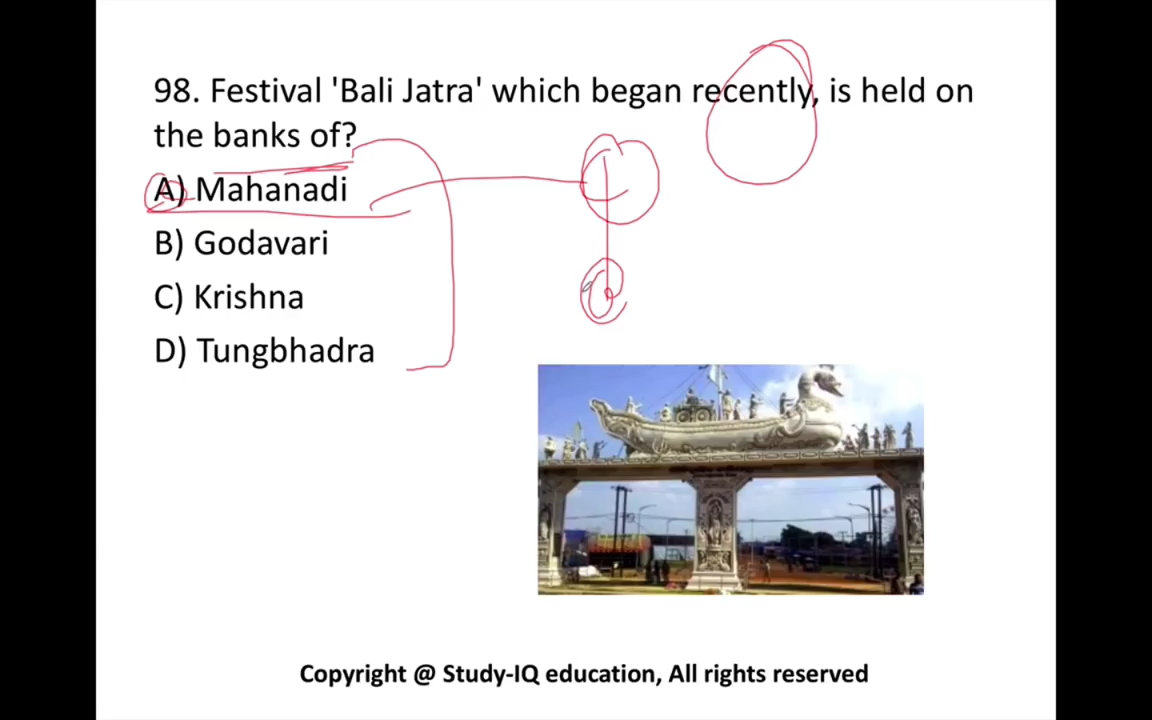 98. Festival 'Bali Jatra' which began recently, is held on
the banks of?
A) Mahanadi
B) Godavari
C) Krishna
D) Tungbhadra
Copyright @ Study-IQ education, All rights reserved